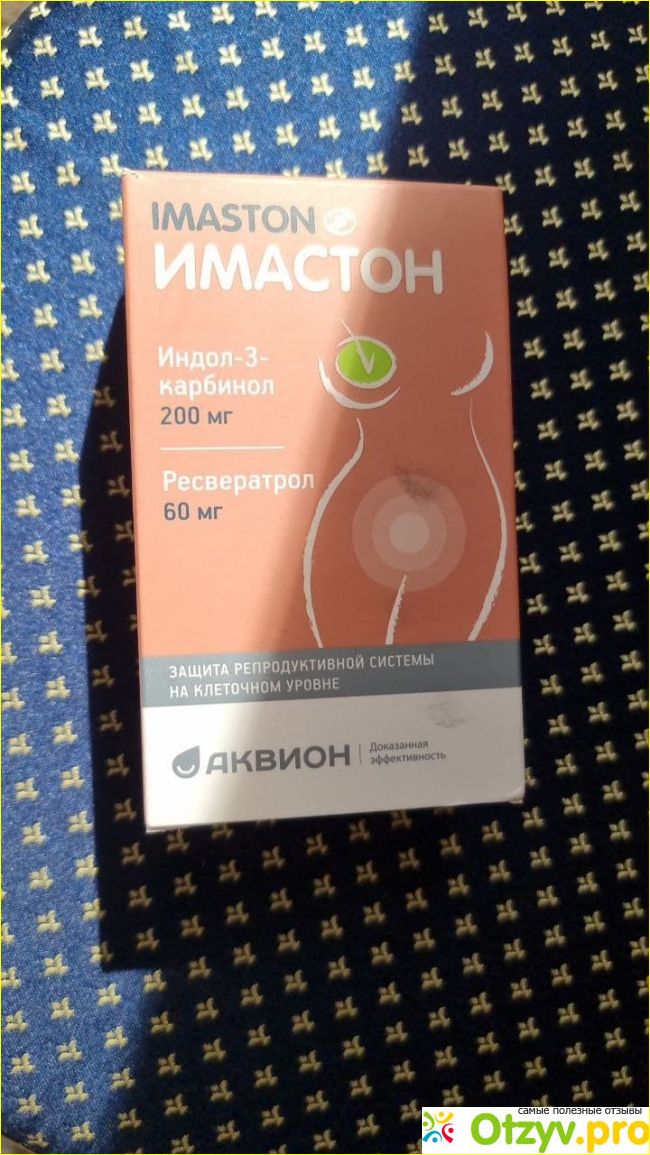 IMASTON
ИМАСТОН
Индол-3-
карбинол
200 мг
Ресвератрол
60 мг
ЗАЩИТА РЕПРОДУКТИВНОЙ СИСТЕМЫ
НА КЛЕТОЧНОМ УРОВНЕ
АКВИОН
Доказанная
эффективность
самые полезные отзывы
Otzyv.pro